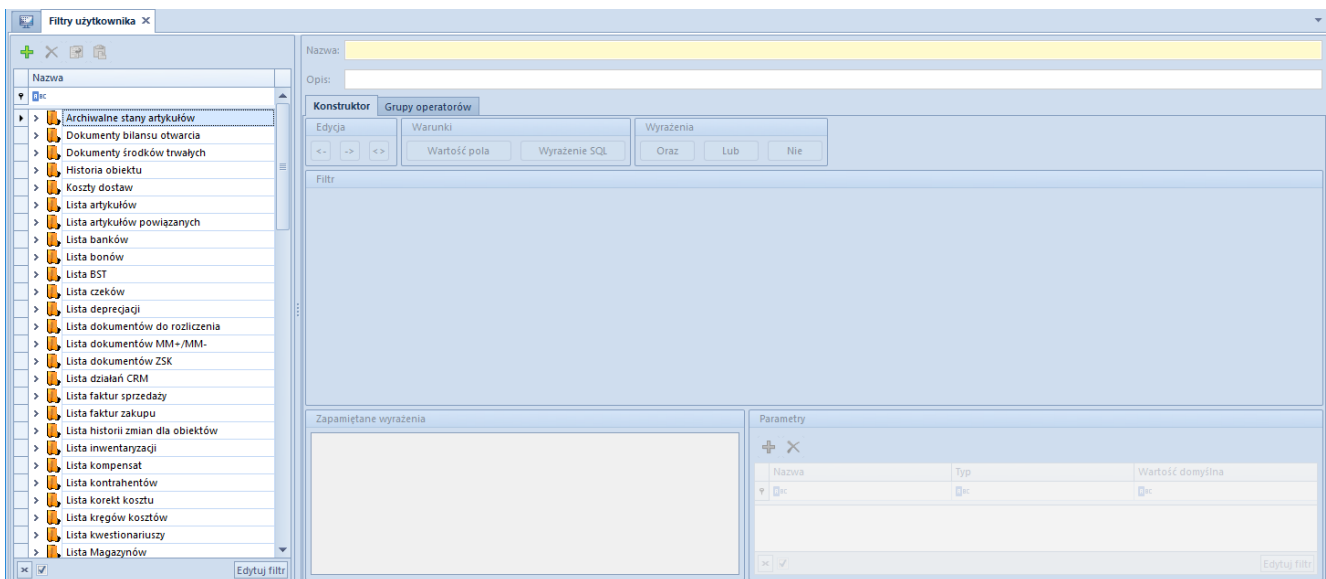 Filtry użytkownika
Nazwa
Archiwalne stany artykułów
Dokumenty bilansu otwarcia
Dokumenty środków trwałych
Historia obiektu
Koszty dostaw
Lista artykułów
Lista artykułów powiązanych
Lista banków
Lista bonów
Lista BST
Lista czeków
Lista deprecjacji
Lista dokumentów do rozliczenia
Lista dokumentów MM+/MM-
Lista dokumentów ZSK
Lista działań CRM
Lista faktur sprzedaży
Lista faktur zakupu
Lista historii zmian dla obiektów
Lista inwentaryzacji
Lista kompensat
Lista kontrahentów
Lista korekt kosztu
Lista kręgów kosztów
Lista kwestionariuszy
Lista Magazynów
Edytuj filtr
Nazwa:
Opis:
Konstruktor Grupy operatorów
Edycja Warunki Wyrażenia
<- -> <> Wartość pola Wyrażenie SQL Oraz Lub Nie
Filtr
Zapamiętane wyrażenia
Parametry
Nazwa Typ Wartość domyślna
Edytuj filtr